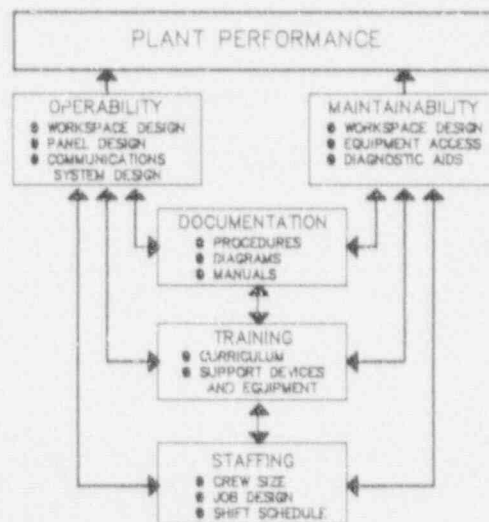 PLANT PERFORMANCE
OPERABILITY
WORKSPACE DESIGN
PANEL DESIGN
COMMUNICATIONS
SYSTEM DESIGN
MAINTAINABILITY
WORKSPACE DESIGN
EQUIPMENT ACCESS
DIAGNOSTIC AIDS
DOCUMENTATION
PROCEDURES
DIAGRAMS
MANUALS
TRAINING
CURRICULUM
SUPPORT DEVICES
AND EQUIPMENT
STAFFING
CREW SIZE
JOB DESIGN
SHIFT SCHEDULE